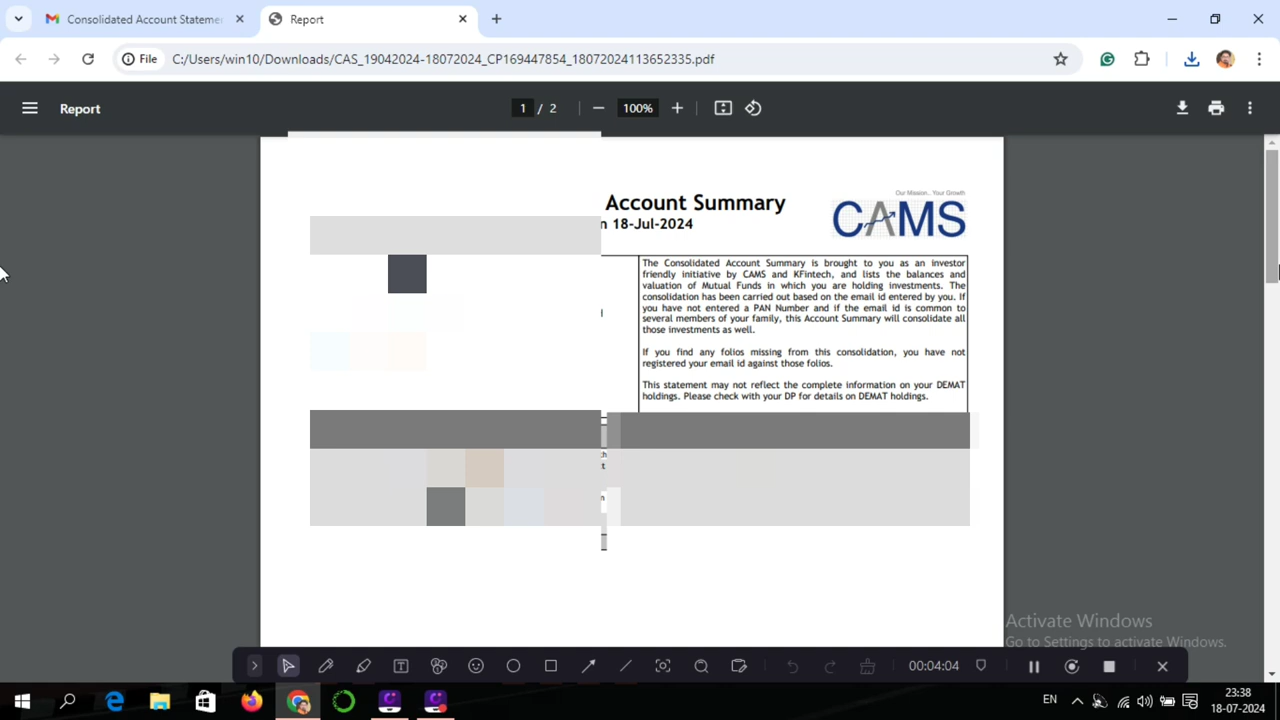 Consolidated Account Stateme
Report
File
C:/Users/win10/Downloads/CAS_19042024-18072024_CP169447854_18072024113652335.pdf
Report
1 / 2
100%
Our Mission.. Your Growth
CAMS
Account Summary
n 18-Jul-2024
The Consolidated Account Summary is brought to you as an investor
friendly initiative by CAMS and KFintech, and lists the balances and
valuation of Mutual Funds in which you are holding investments. The
consolidation has been carried out based on the email id entered by you. If
you have not entered a PAN Number and if the email id is common to
several members of your family, this Account Summary will consolidate all
those investments as well.
If you find any folios missing from this consolidation, you have not
registered your email id against those folios.
This statement may not reflect the complete information on your DEMAT
holdings. Please check with your DP for details on DEMAT holdings.
Activate Windows
Go to Settings to activate Windows.
00:04:04
EN
23:38
18-07-2024